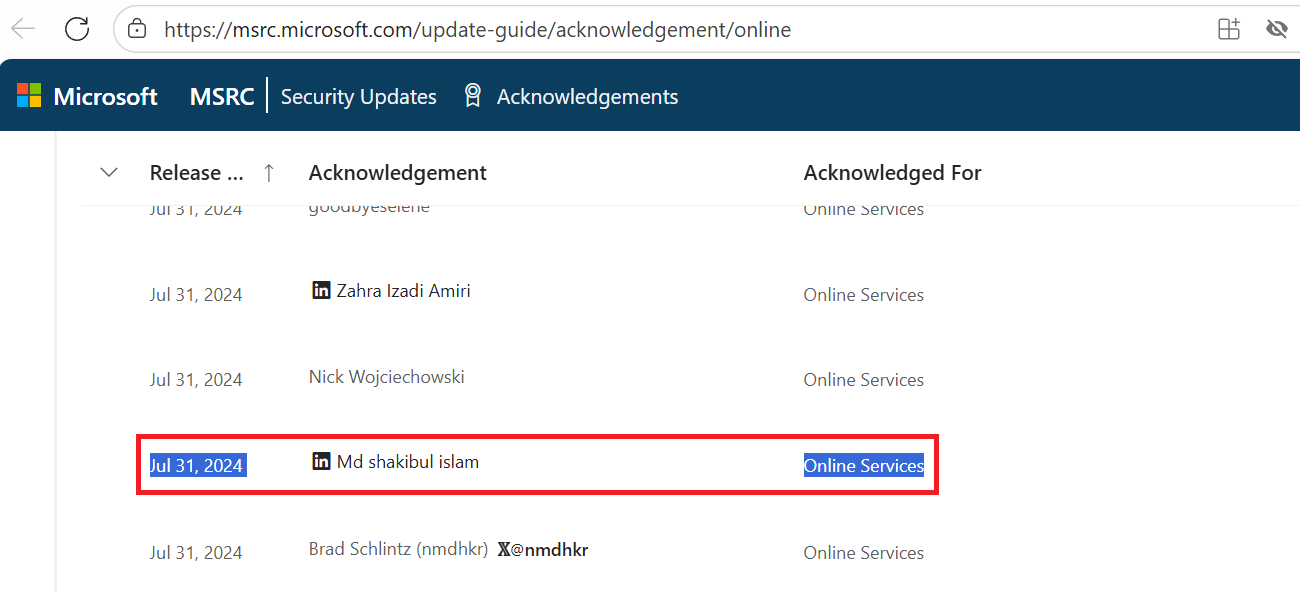 https://msrc.microsoft.com/update-guide/acknowledgement/online
Microsoft MSRC Security Updates Acknowledgements
Release ... ↑ Acknowledgement Acknowledged For
Jul 31, 2024 goodbyeselene Online Services
in Zahra Izadi Amiri
Jul 31, 2024 Online Services
Nick Wojciechowski
Jul 31, 2024 Online Services
in Md shakibul islam
Jul 31, 2024 Online Services
Brad Schlintz (nmdhkr) X@nmdhkr
Jul 31, 2024 Online Services